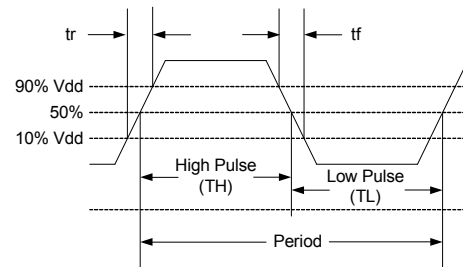 tr
tf
90% Vdd
50%
10% Vdd
High Pulse
(TH)
Low Pulse
(TL)
Period